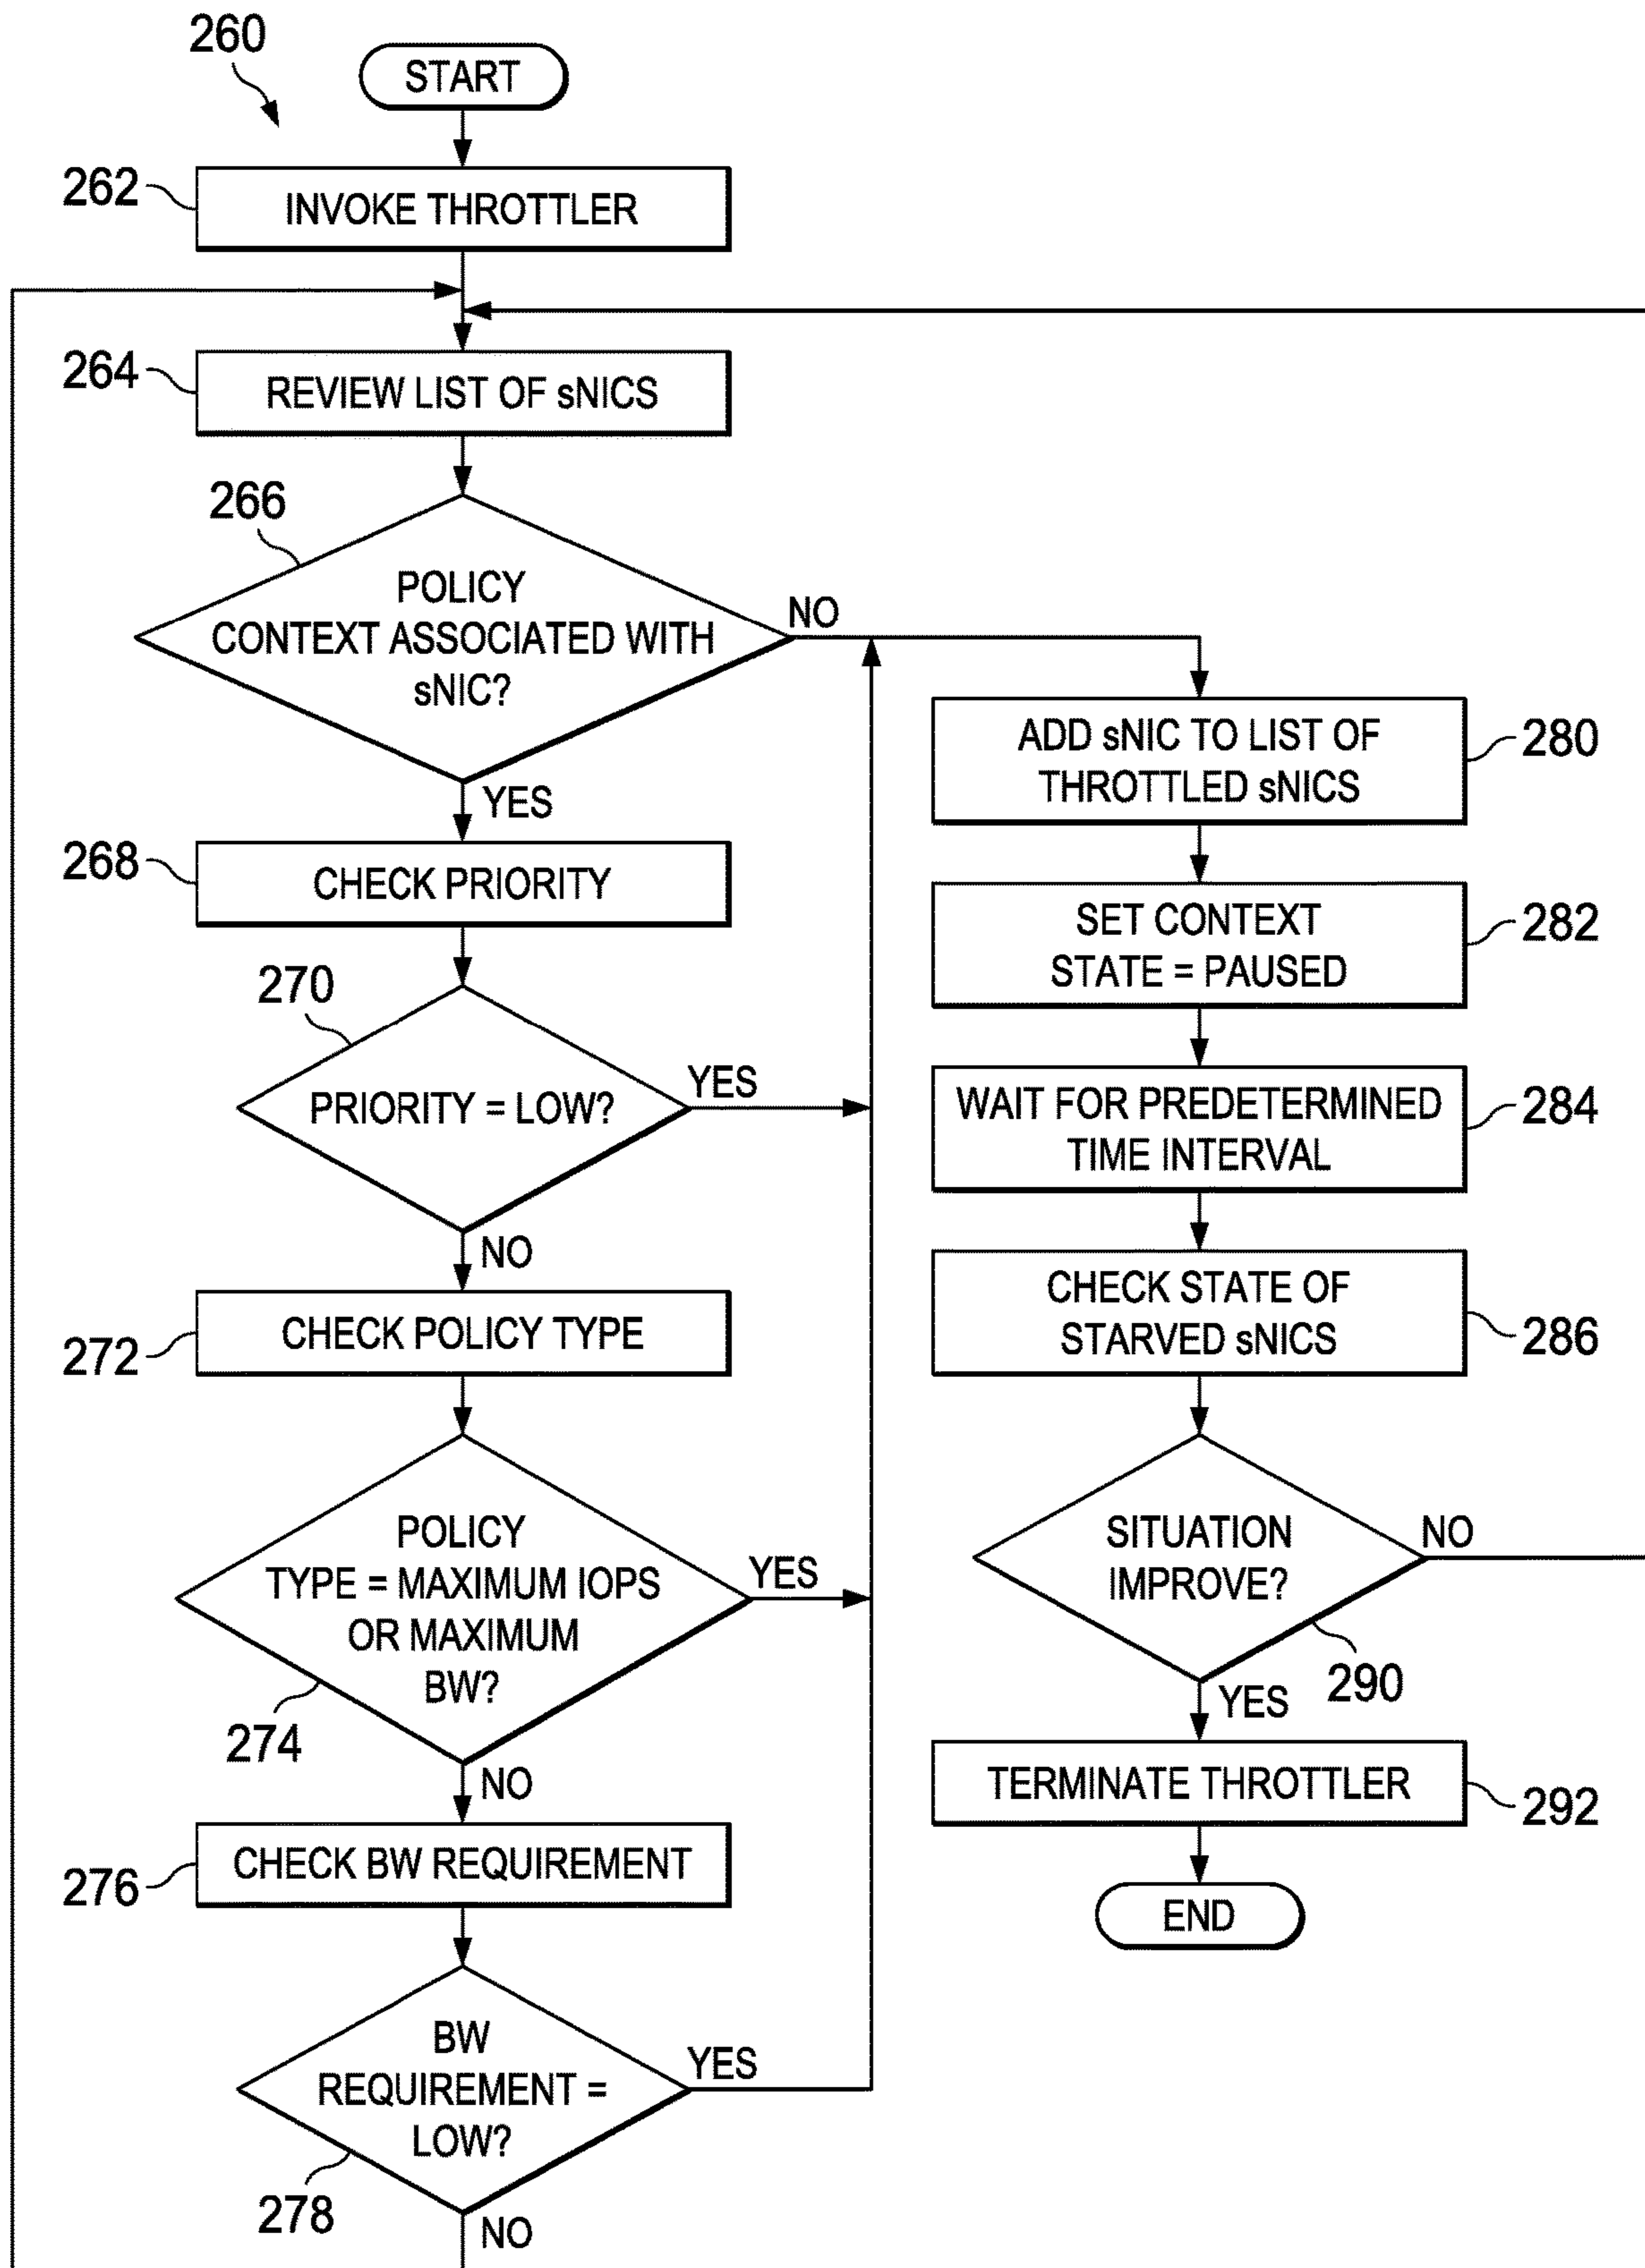 260
START
262
INVOKE THROTTLER
264
REVIEW LIST OF sNICS
266
POLICY
CONTEXT ASSOCIATED WITH
sNIC?
NO
YES
268
CHECK PRIORITY
270
PRIORITY = LOW?
YES
NO
272
CHECK POLICY TYPE
POLICY
TYPE = MAXIMUM IOPS
OR MAXIMUM
BW?
YES
274
NO
276
CHECK BW REQUIREMENT
BW
REQUIREMENT =
LOW?
YES
278
NO
ADD sNIC TO LIST OF
THROTTLED sNICS
280
SET CONTEXT
STATE = PAUSED
282
WAIT FOR PREDETERMINED
TIME INTERVAL
284
CHECK STATE OF
STARVED sNICS
286
SITUATION
IMPROVE?
NO
290
YES
TERMINATE THROTTLER
292
END